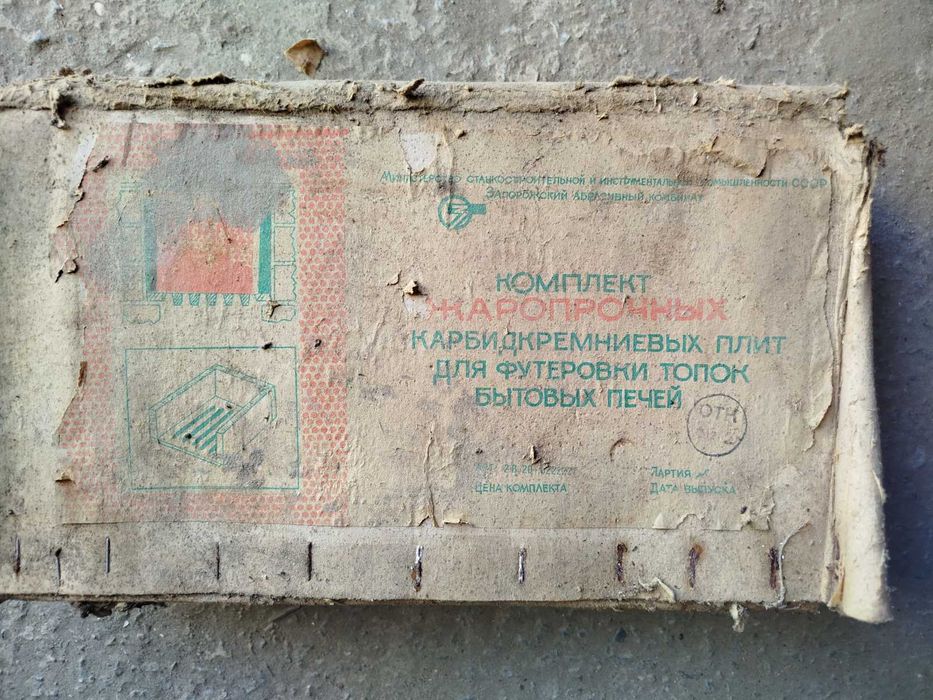 Министерство станкостроительной и инструментальной промышленности СССР
Запорожский абразивный комбинат
КОМПЛЕКТ
ЖАРОПРОЧНЫХ
КАРБИДКРЕМНИЕВЫХ ПЛИТ
ДЛЯ ФУТЕРОВКИ ТОПОК
БЫТОВЫХ ПЕЧЕЙ
ОТК
ПАРТИЯ
ЦЕНА КОМПЛЕКТА
ДАТА ВЫПУСКА